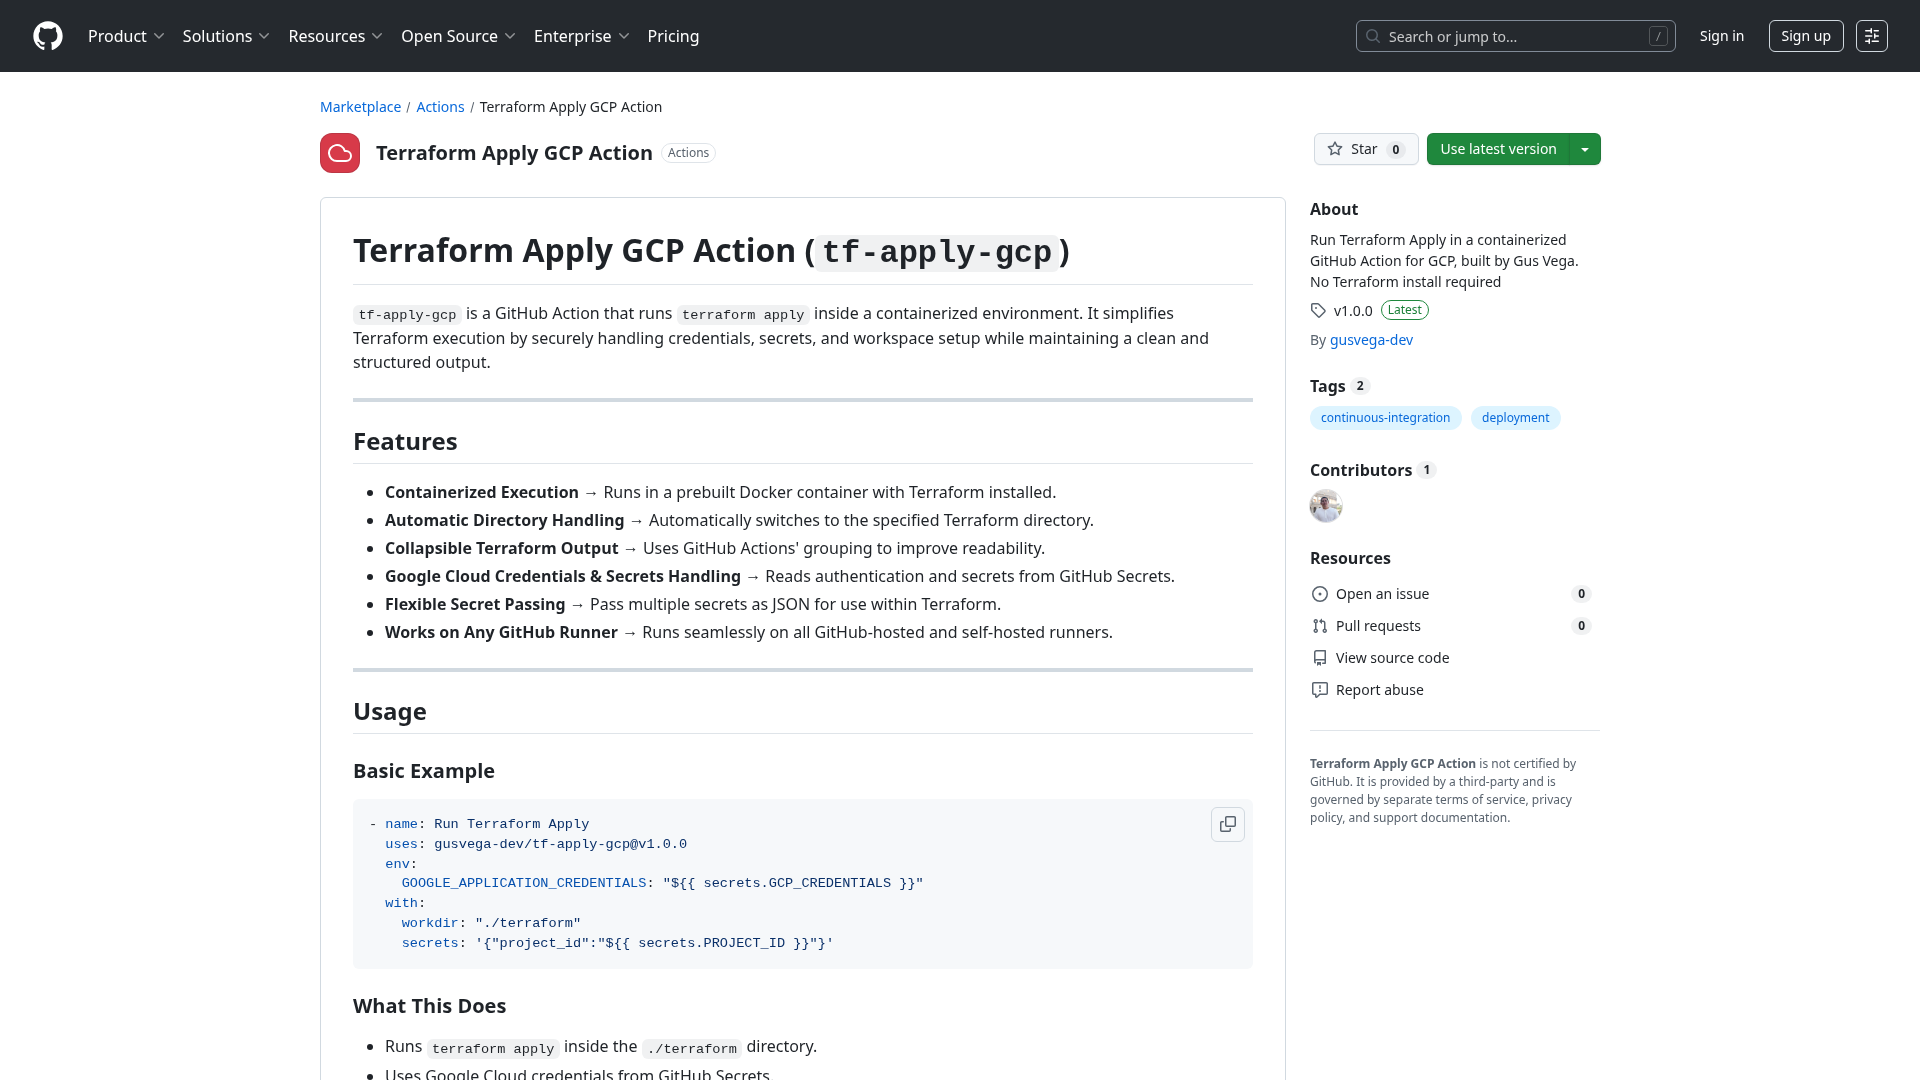 Product
Solutions
Resources
Open Source
Enterprise
Pricing
Search or jump to...
/
Sign in
Sign up
Marketplace / Actions / Terraform Apply GCP Action
Terraform Apply GCP Action
Actions
Star 0
Use latest version
Terraform Apply GCP Action (tf-apply-gcp)
tf-apply-gcp is a GitHub Action that runs terraform apply inside a containerized environment. It simplifies
Terraform execution by securely handling credentials, secrets, and workspace setup while maintaining a clean and
structured output.
Features
Containerized Execution → Runs in a prebuilt Docker container with Terraform installed.
Automatic Directory Handling → Automatically switches to the specified Terraform directory.
Collapsible Terraform Output → Uses GitHub Actions' grouping to improve readability.
Google Cloud Credentials & Secrets Handling → Reads authentication and secrets from GitHub Secrets.
Flexible Secret Passing → Pass multiple secrets as JSON for use within Terraform.
Works on Any GitHub Runner → Runs seamlessly on all GitHub-hosted and self-hosted runners.
Usage
Basic Example
- name: Run Terraform Apply
uses: gusvega-dev/tf-apply-gcp@v1.0.0
env:
GOOGLE_APPLICATION_CREDENTIALS: "${{ secrets.GCP_CREDENTIALS }}"
with:
workdir: "./terraform"
secrets: '{"project_id":"${{ secrets.PROJECT_ID }}"}'
What This Does
Runs terraform apply inside the ./terraform directory.
Uses Google Cloud credentials from GitHub Secrets.
About
Run Terraform Apply in a containerized
GitHub Action for GCP, built by Gus Vega.
No Terraform install required
v1.0.0 Latest
By gusvega-dev
Tags 2
continuous-integration
deployment
Contributors 1
Resources
Open an issue 0
Pull requests 0
View source code
Report abuse
Terraform Apply GCP Action is not certified by
GitHub. It is provided by a third-party and is
governed by separate terms of service, privacy
policy, and support documentation.